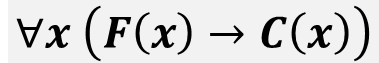 ∀x (F(x) → C(x))